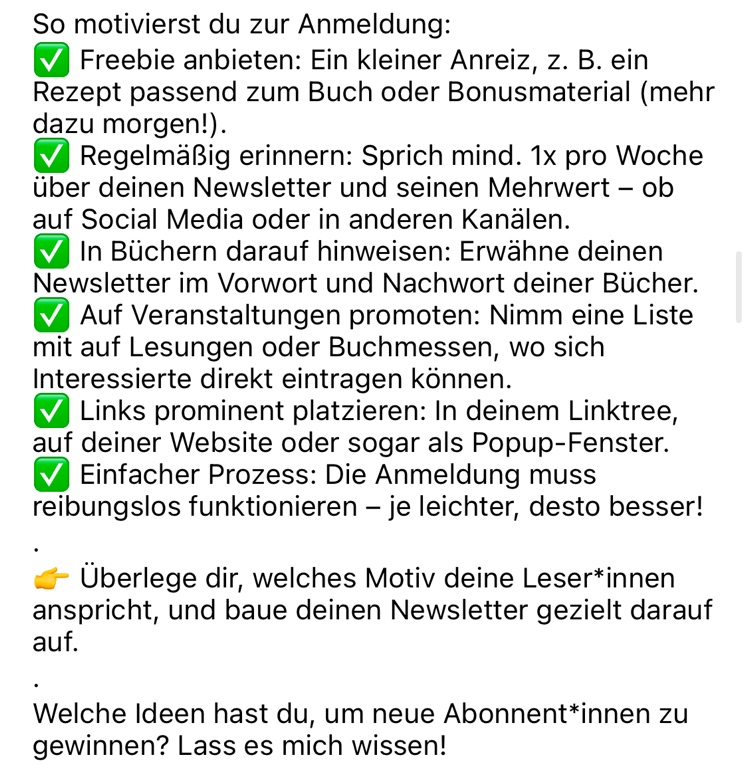 So motivierst du zur Anmeldung:
✅ Freebie anbieten: Ein kleiner Anreiz, z. B. ein
Rezept passend zum Buch oder Bonusmaterial (mehr
dazu morgen!).
✅ Regelmäßig erinnern: Sprich mind. 1x pro Woche
über deinen Newsletter und seinen Mehrwert – ob
auf Social Media oder in anderen Kanälen.
✅ In Büchern darauf hinweisen: Erwähne deinen
Newsletter im Vorwort und Nachwort deiner Bücher.
✅ Auf Veranstaltungen promoten: Nimm eine Liste
mit auf Lesungen oder Buchmessen, wo sich
Interessierte direkt eintragen können.
✅ Links prominent platzieren: In deinem Linktree,
auf deiner Website oder sogar als Popup-Fenster.
✅ Einfacher Prozess: Die Anmeldung muss
reibungslos funktionieren – je leichter, desto besser!
.
👉 Überlege dir, welches Motiv deine Leser*innen
anspricht, und baue deinen Newsletter gezielt darauf
auf.
.
Welche Ideen hast du, um neue Abonnent*innen zu
gewinnen? Lass es mich wissen!